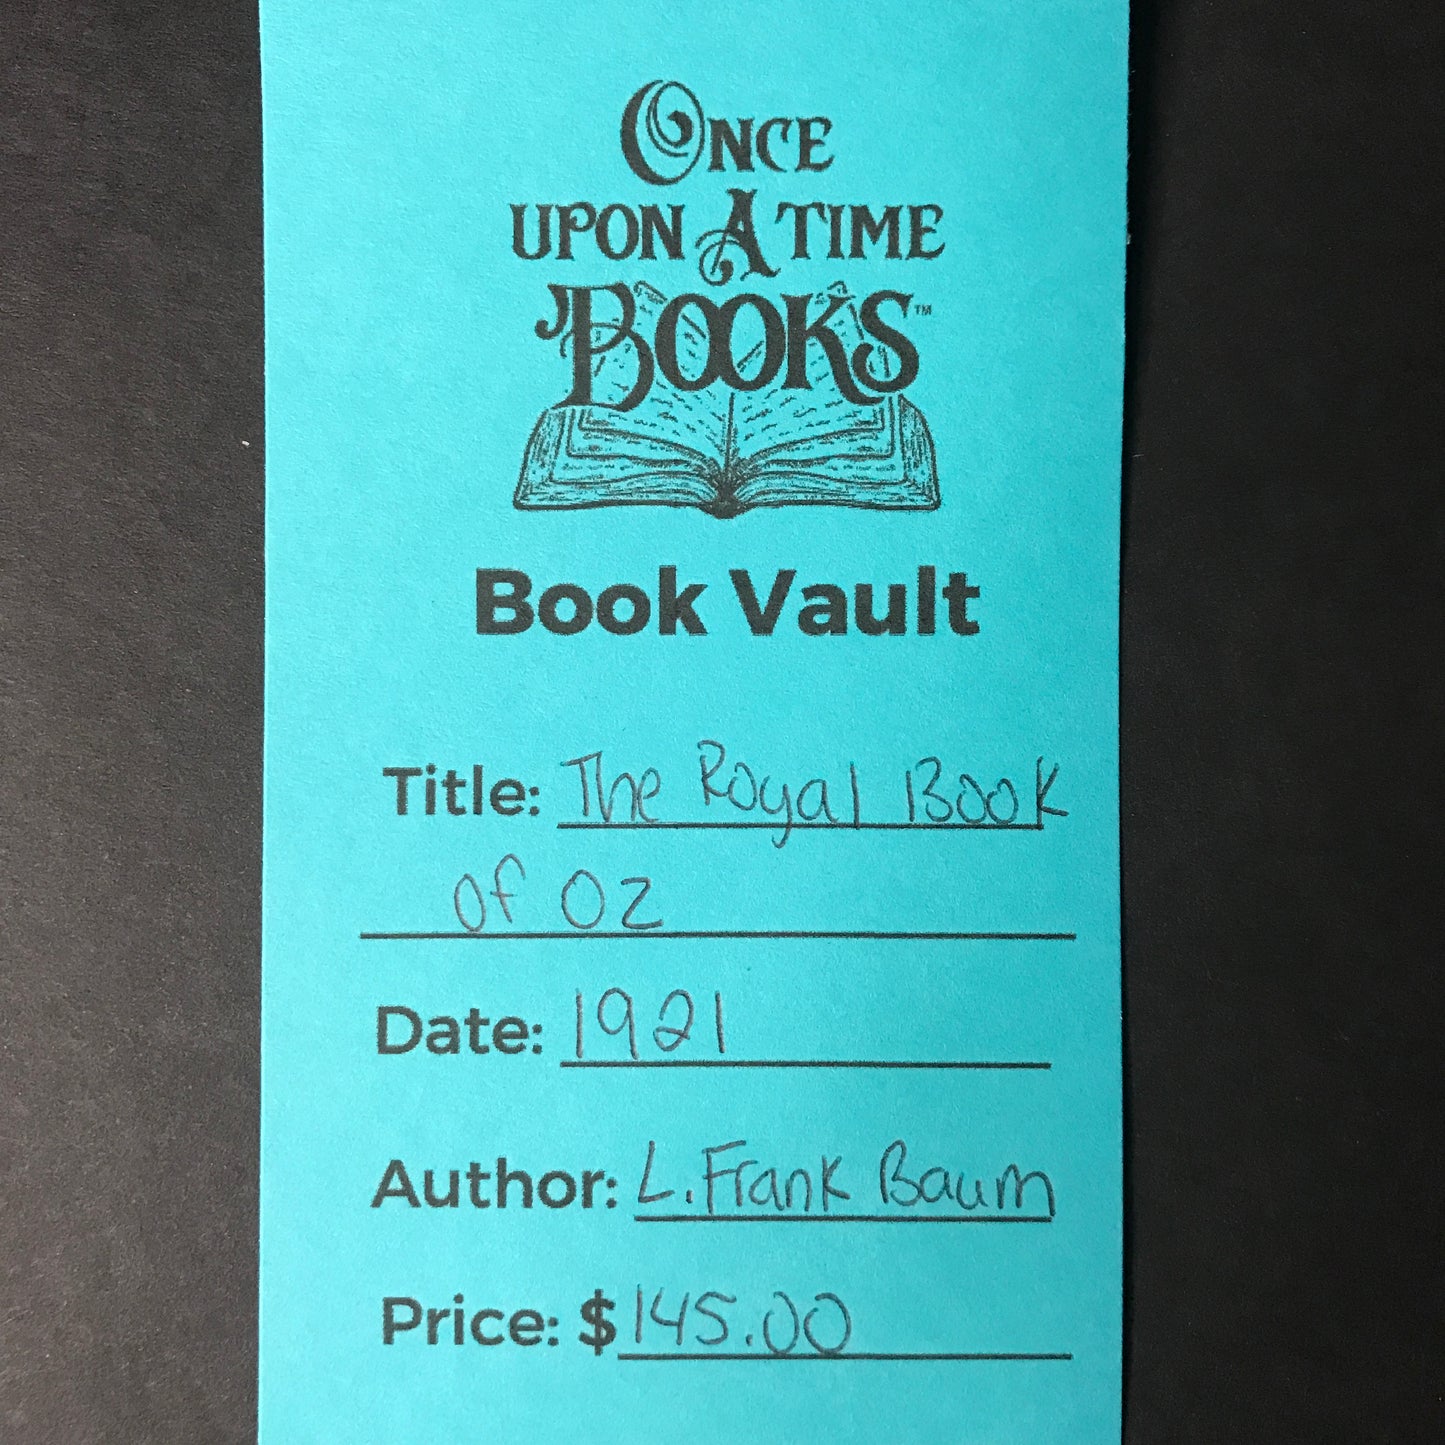 ONCE
UPON A TIME
BOOKS™
Book Vault
Title: The Royal Book
of Oz
Date: 1921
Author: L. Frank Baum
Price: $145.00